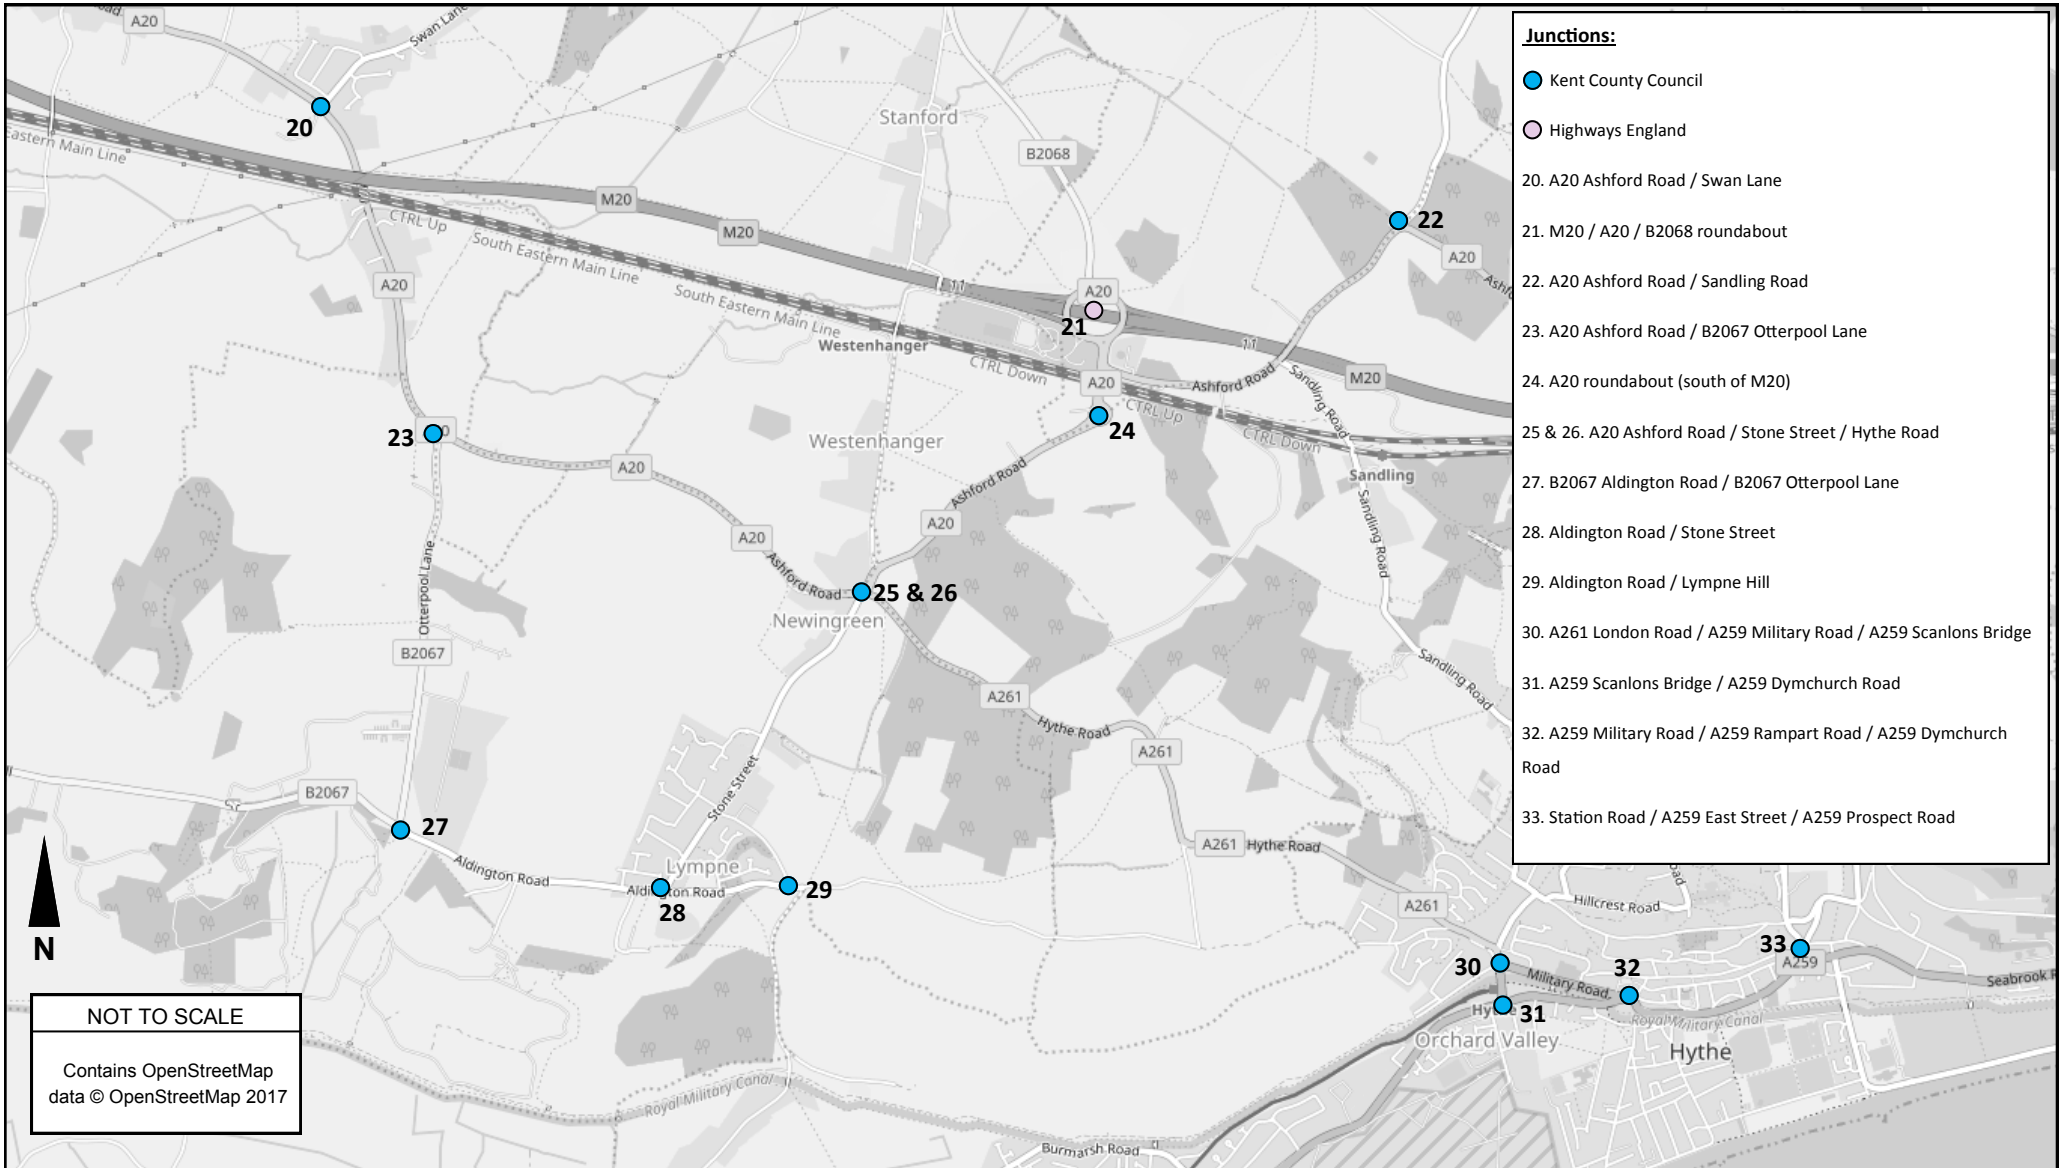 Junctions:
Kent County Council
Highways England
20. A20 Ashford Road / Swan Lane
21. M20 / A20 / B2068 roundabout
22. A20 Ashford Road / Sandling Road
23. A20 Ashford Road / B2067 Otterpool Lane
24. A20 roundabout (south of M20)
25 & 26. A20 Ashford Road / Stone Street / Hythe Road
27. B2067 Aldington Road / B2067 Otterpool Lane
28. Aldington Road / Stone Street
29. Aldington Road / Lympne Hill
30. A261 London Road / A259 Military Road / A259 Scanlons Bridge
31. A259 Scanlons Bridge / A259 Dymchurch Road
32. A259 Military Road / A259 Rampart Road / A259 Dymchurch
Road
33. Station Road / A259 East Street / A259 Prospect Road
A20
Swan Lane
20
Eastern Main Line
CTRL Up
M20
M20
South Eastern Main Line
South Eastern Main Line
Stanford
B2068
22
A20
A20
11
A20
21
Westenhanger
CTRL Down
A20
11
Ashford Road
Sandling Road
M20
CTRL Up
CTRL Down
23
24
Westenhanger
A20
Ashford Road
Sandling
Sandling Road
A20
A20
Ashford Road
25 & 26
Newingreen
Otterpool Lane
B2067
A261
Hythe Road
A261
Sandling Road
Stone Street
B2067
27
Aldington Road
Lympne
Aldington Road
28
29
A261
Hythe Road
A261
Hillcrest Road
30
Military Road
32
33
A259
Seabrook
31
Royal Military Canal
Orchard Valley
Hythe
N
NOT TO SCALE
Contains OpenStreetMap
data © OpenStreetMap 2017
Royal Military Canal
Burmarsh Road